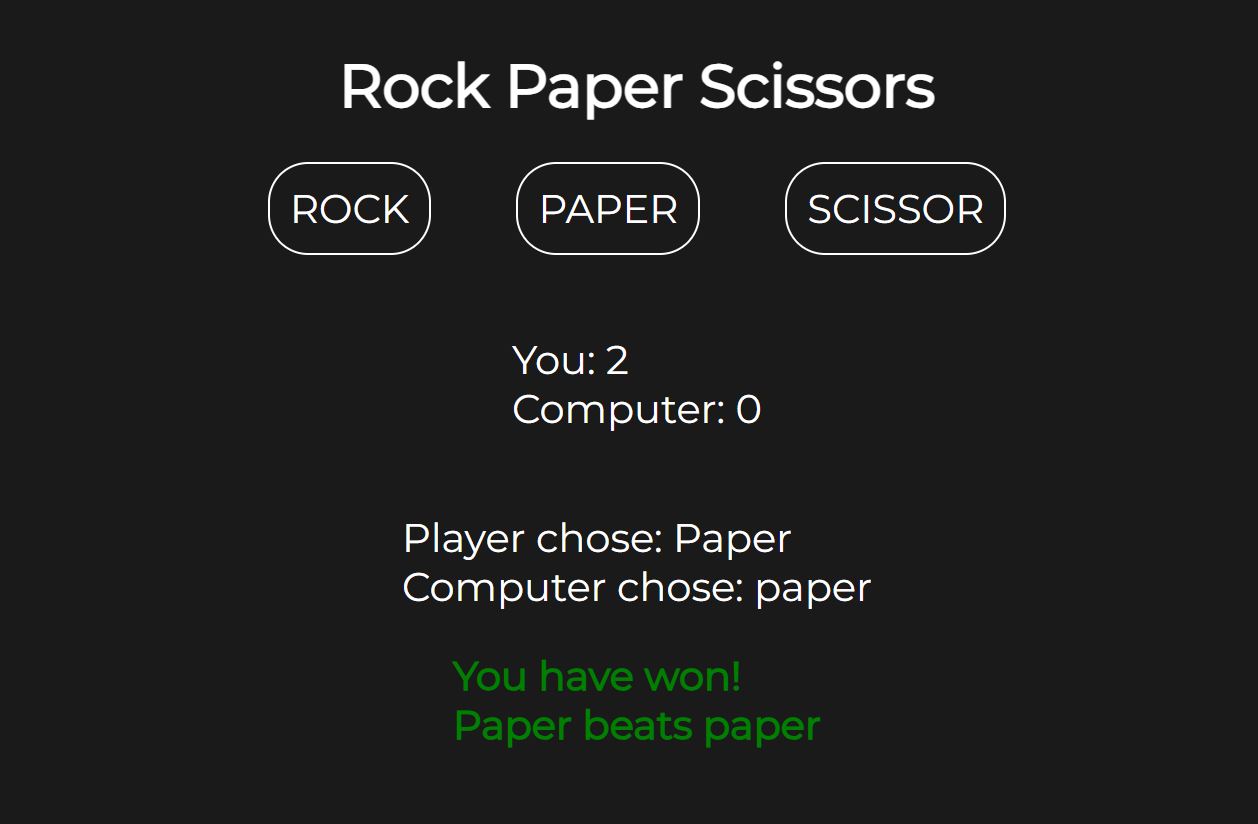 Rock Paper Scissors
ROCK PAPER SCISSOR
You: 2
Computer: 0
Player chose: Paper
Computer chose: paper
You have won!
Paper beats paper